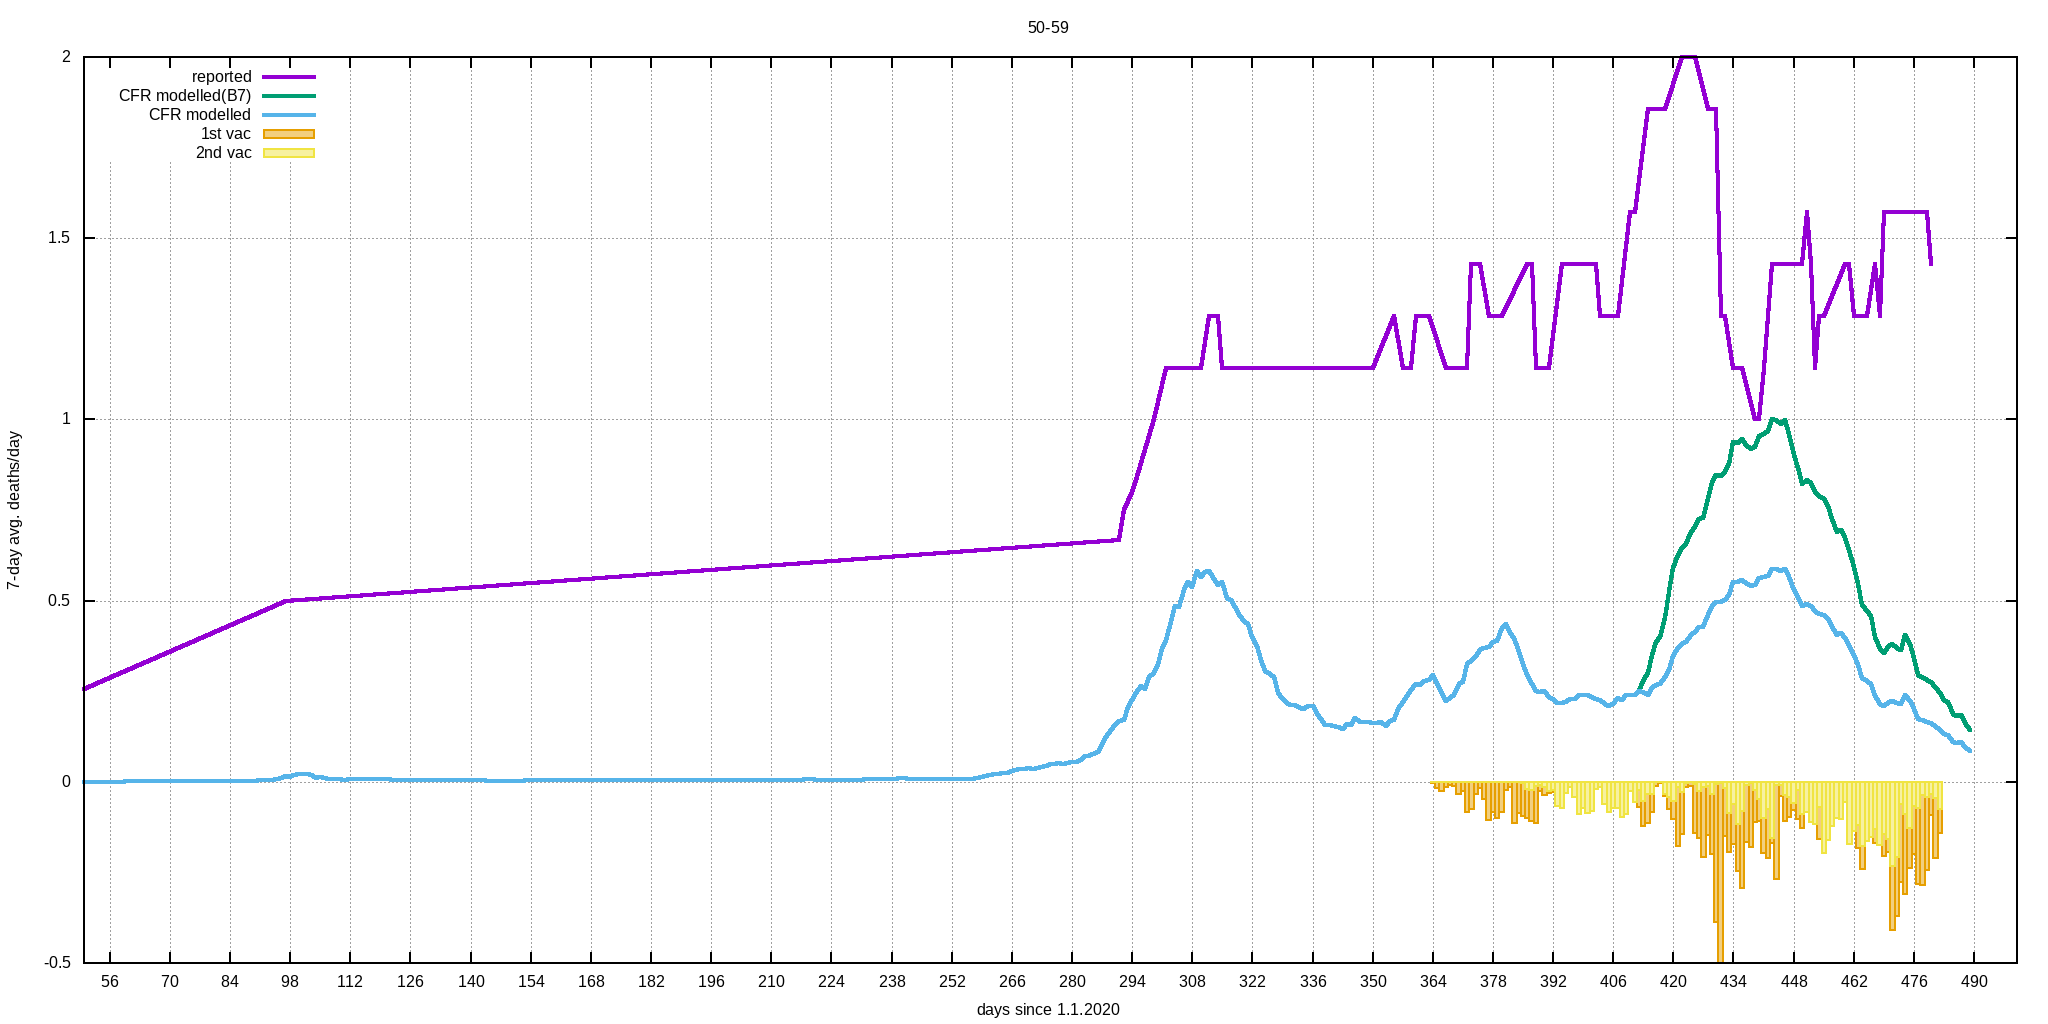 50-59
reported
CFR modelled(B7)
CFR modelled
1st vac
2nd vac
2
1.5
1
0.5
0
-0.5
7-day avg. deaths/day
56 70 84 98 112 126 140 154 168 182 196 210 224 238 252 266 280 294 308 322 336 350 364 378 392 406 420 434 448 462 476 490
days since 1.1.2020